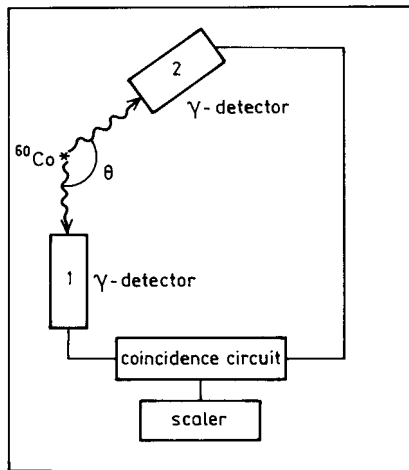 2
γ-detector
⁶⁰Co*
θ
1
γ-detector
coincidence circuit
scaler